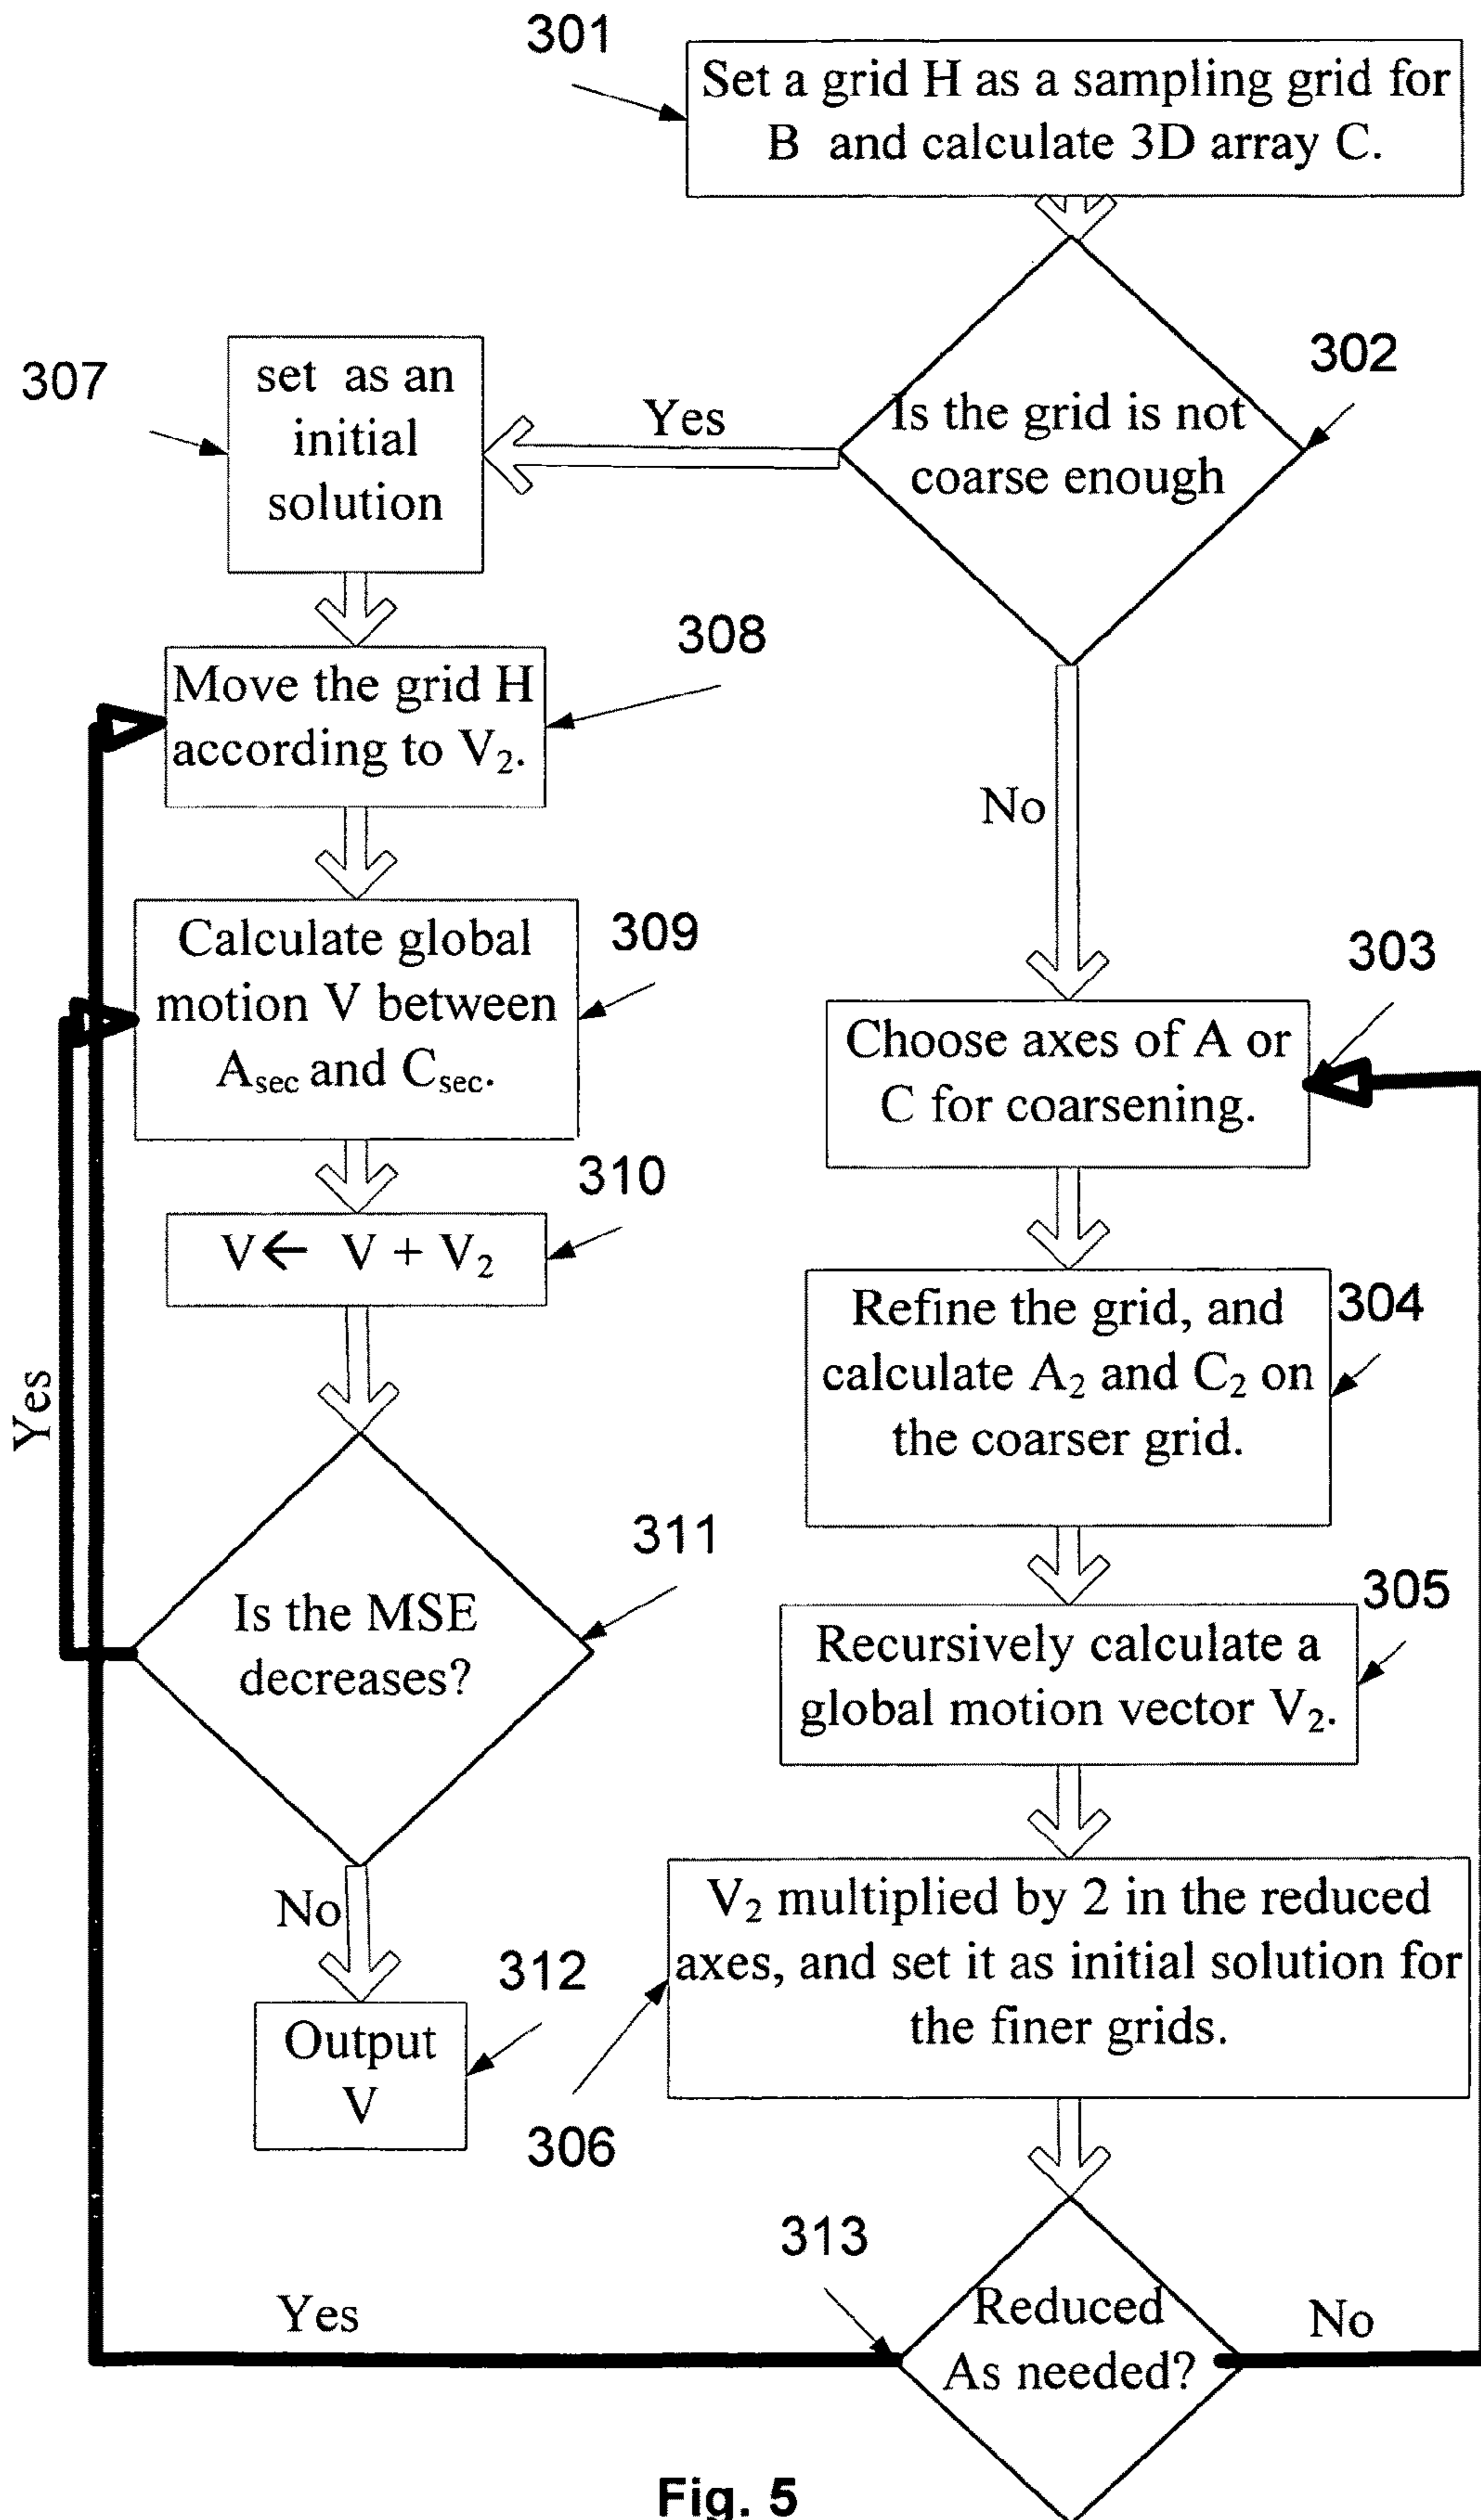 301
Set a grid H as a sampling grid for
B and calculate 3D array C.
302
Is the grid is not
coarse enough
Yes
No
307
set as an
initial
solution
308
Move the grid H
according to V₂.
309
Calculate global
motion V between
Asec and Csec.
310
V← V + V₂
311
Is the MSE
decreases?
Yes
No
312
Output
V
303
Choose axes of A or
C for coarsening.
304
Refine the grid, and
calculate A₂ and C₂ on
the coarser grid.
305
Recursively calculate a
global motion vector V₂.
306
V₂ multiplied by 2 in the reduced
axes, and set it as initial solution for
the finer grids.
313
Reduced
As needed?
Yes
No
Fig. 5